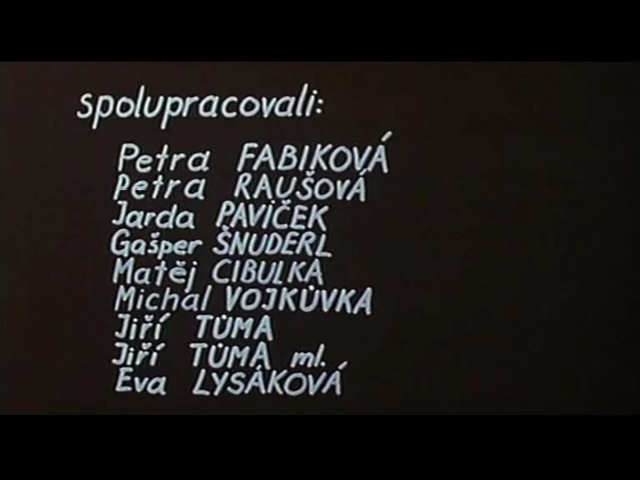 spolupracovali:
Petra FABIKOVÁ
Petra RAUŠOVÁ
Jarda PAVIČEK
Gašper ŠNUDERL
Matěj CIBULKA
Michal VOJKŮVKA
Jiří TŮMA
Jiří TŮMA ml.
Eva LYSÁKOVÁ